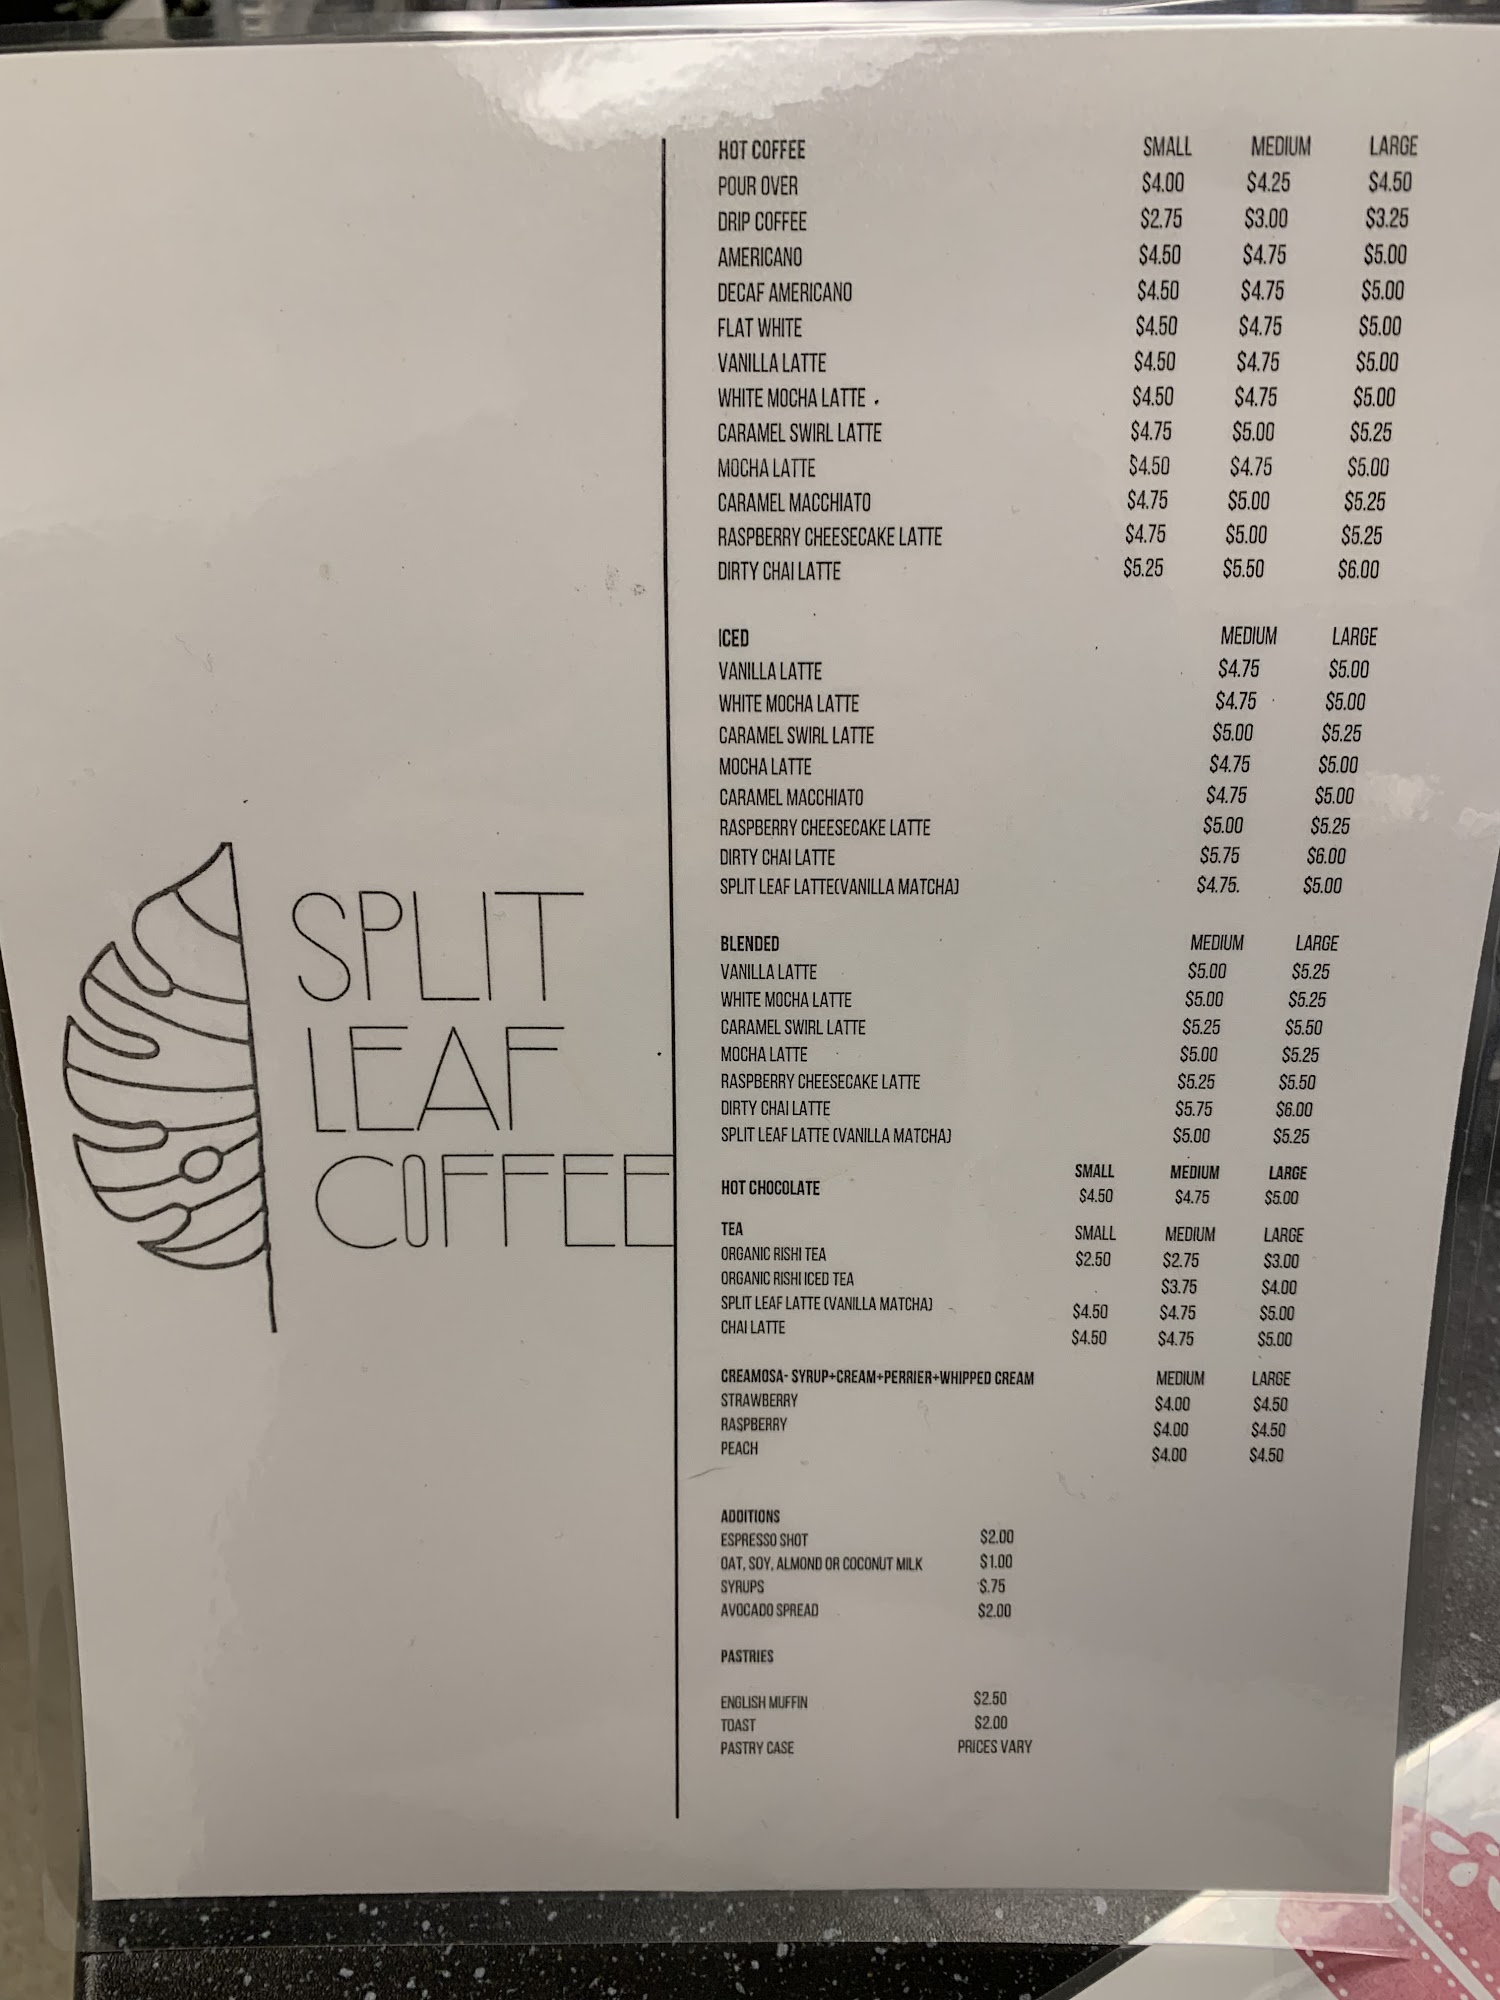 SPLIT
LEAF
COFFEE
HOT COFFEE SMALL MEDIUM LARGE
POUR OVER $4.00 $4.25 $4.50
DRIP COFFEE $2.75 $3.00 $3.25
AMERICANO $4.50 $4.75 $5.00
DECAF AMERICANO $4.50 $4.75 $5.00
FLAT WHITE $4.50 $4.75 $5.00
VANILLA LATTE $4.50 $4.75 $5.00
WHITE MOCHA LATTE $4.50 $4.75 $5.00
CARAMEL SWIRL LATTE $4.75 $5.00 $5.25
MOCHA LATTE $4.50 $4.75 $5.00
CARAMEL MACCHIATO $4.75 $5.00 $5.25
RASPBERRY CHEESECAKE LATTE $4.75 $5.00 $5.25
DIRTY CHAI LATTE $5.25 $5.50 $6.00
ICED MEDIUM LARGE
VANILLA LATTE $4.75 $5.00
WHITE MOCHA LATTE $4.75 $5.00
CARAMEL SWIRL LATTE $5.00 $5.25
MOCHA LATTE $4.75 $5.00
CARAMEL MACCHIATO $4.75 $5.00
RASPBERRY CHEESECAKE LATTE $5.00 $5.25
DIRTY CHAI LATTE $5.75 $6.00
SPLIT LEAF LATTE(VANILLA MATCHA) $4.75. $5.00
BLENDED MEDIUM LARGE
VANILLA LATTE $5.00 $5.25
WHITE MOCHA LATTE $5.00 $5.25
CARAMEL SWIRL LATTE $5.25 $5.50
MOCHA LATTE $5.00 $5.25
RASPBERRY CHEESECAKE LATTE $5.25 $5.50
DIRTY CHAI LATTE $5.75 $6.00
SPLIT LEAF LATTE (VANILLA MATCHA) $5.00 $5.25
SMALL MEDIUM LARGE
HOT CHOCOLATE $4.50 $4.75 $5.00
TEA SMALL MEDIUM LARGE
ORGANIC RISHI TEA $2.50 $2.75 $3.00
ORGANIC RISHI ICED TEA $3.75 $4.00
SPLIT LEAF LATTE (VANILLA MATCHA) $4.50 $4.75 $5.00
CHAI LATTE $4.50 $4.75 $5.00
CREAMOSA- SYRUP+CREAM+PERRIER+WHIPPED CREAM MEDIUM LARGE
STRAWBERRY $4.00 $4.50
RASPBERRY $4.00 $4.50
PEACH $4.00 $4.50
ADDITIONS
ESPRESSO SHOT $2.00
OAT, SOY, ALMOND OR COCONUT MILK $1.00
SYRUPS $.75
AVOCADO SPREAD $2.00
PASTRIES
ENGLISH MUFFIN $2.50
TOAST $2.00
PASTRY CASE PRICES VARY